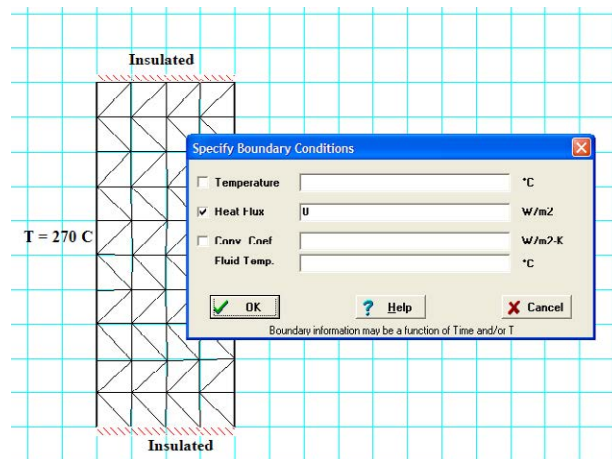 Insulated
Specify Boundary Conditions
Temperature °C
Heat Flux 0 W/m2
T = 270 C
Conv. Coef W/m2-K
Fluid Temp. °C
OK ? Help Cancel
Boundary information may be a function of Time and/or T
Insulated